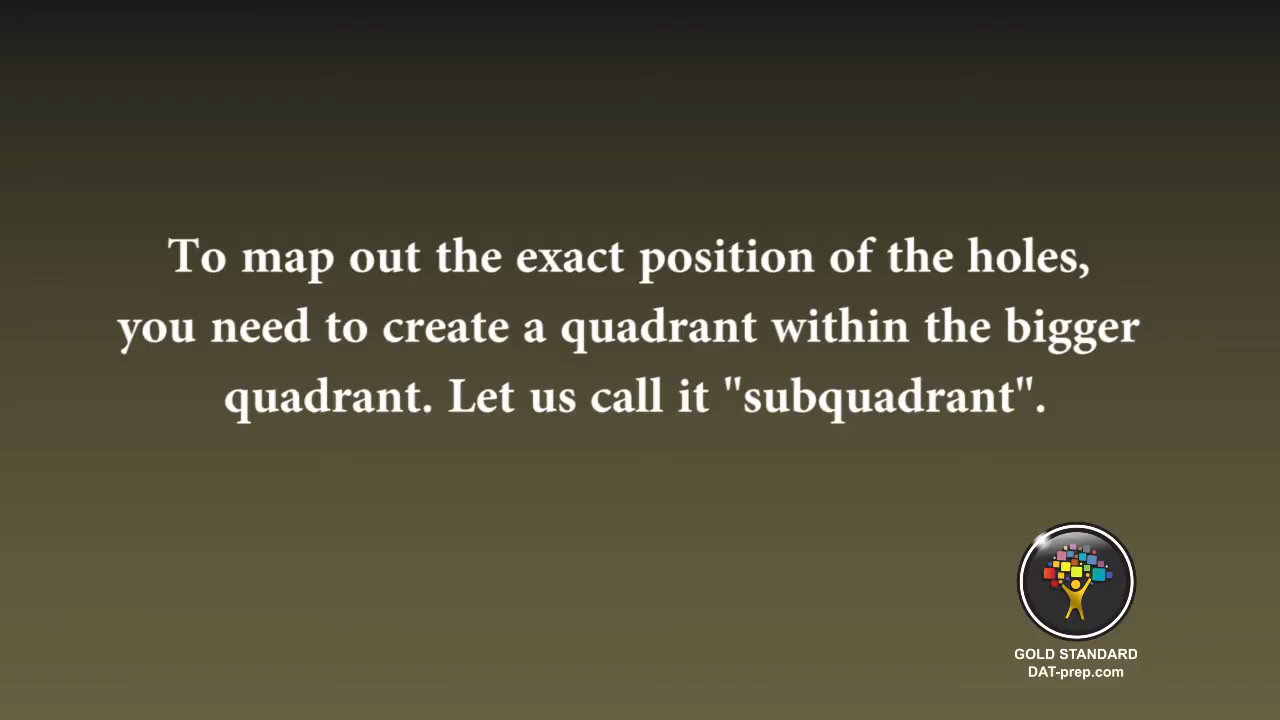 To map out the exact position of the holes,
you need to create a quadrant within the bigger
quadrant. Let us call it "subquadrant".
GOLD STANDARD
DAT-prep.com